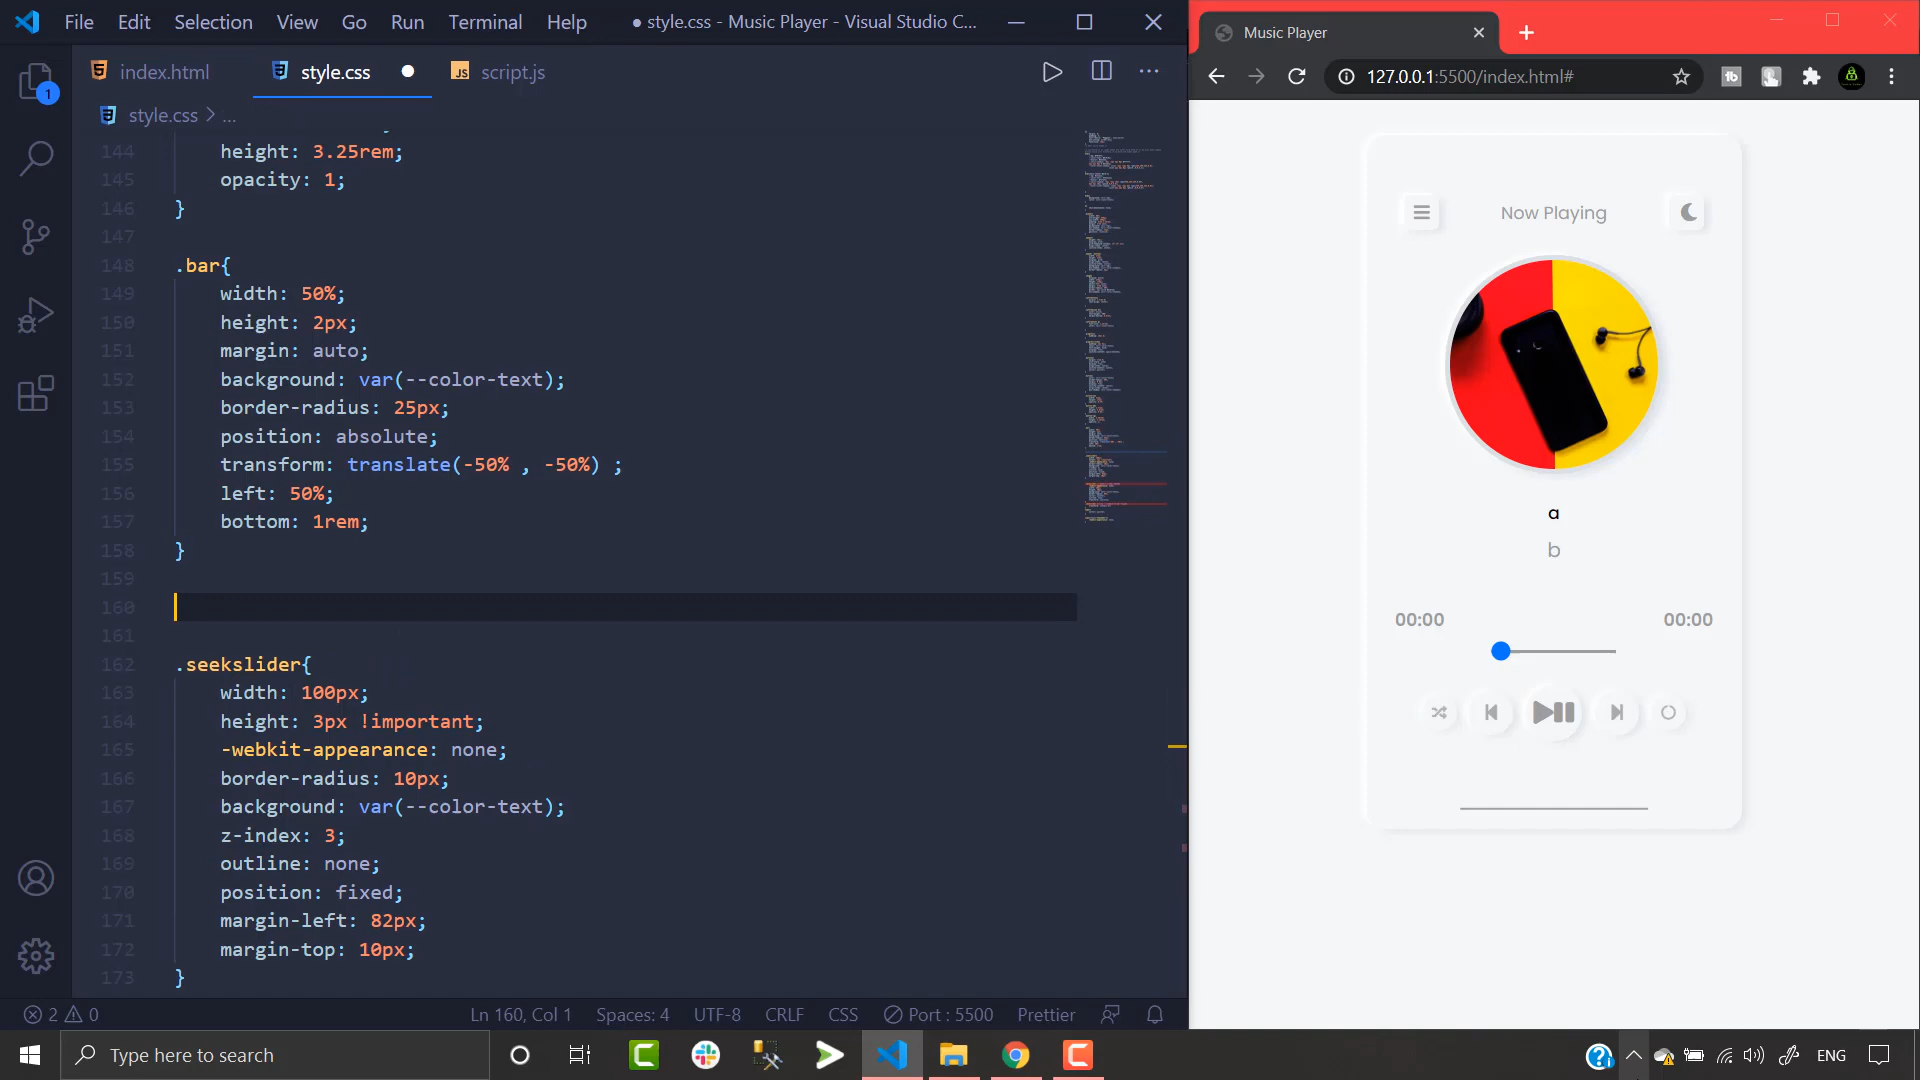 File Edit Selection View Go Run Terminal Help ● style.css - Music Player - Visual Studio C...
index.html style.css script.js
style.css > ...
144 height: 3.25rem;
145 opacity: 1;
146 }
147
148 .bar{
149 width: 50%;
150 height: 2px;
151 margin: auto;
152 background: var(--color-text);
153 border-radius: 25px;
154 position: absolute;
155 transform: translate(-50% , -50%) ;
156 left: 50%;
157 bottom: 1rem;
158 }
159
160
161
162 .seekslider{
163 width: 100px;
164 height: 3px !important;
165 -webkit-appearance: none;
166 border-radius: 10px;
167 background: var(--color-text);
168 z-index: 3;
169 outline: none;
170 position: fixed;
171 margin-left: 82px;
172 margin-top: 10px;
173 }
1
JS
2 0 Ln 160, Col 1 Spaces: 4 UTF-8 CRLF CSS Port : 5500 Prettier
Music Player
127.0.0.1:5500/index.html#
Now Playing
a
b
00:00 00:00
Type here to search
ENG